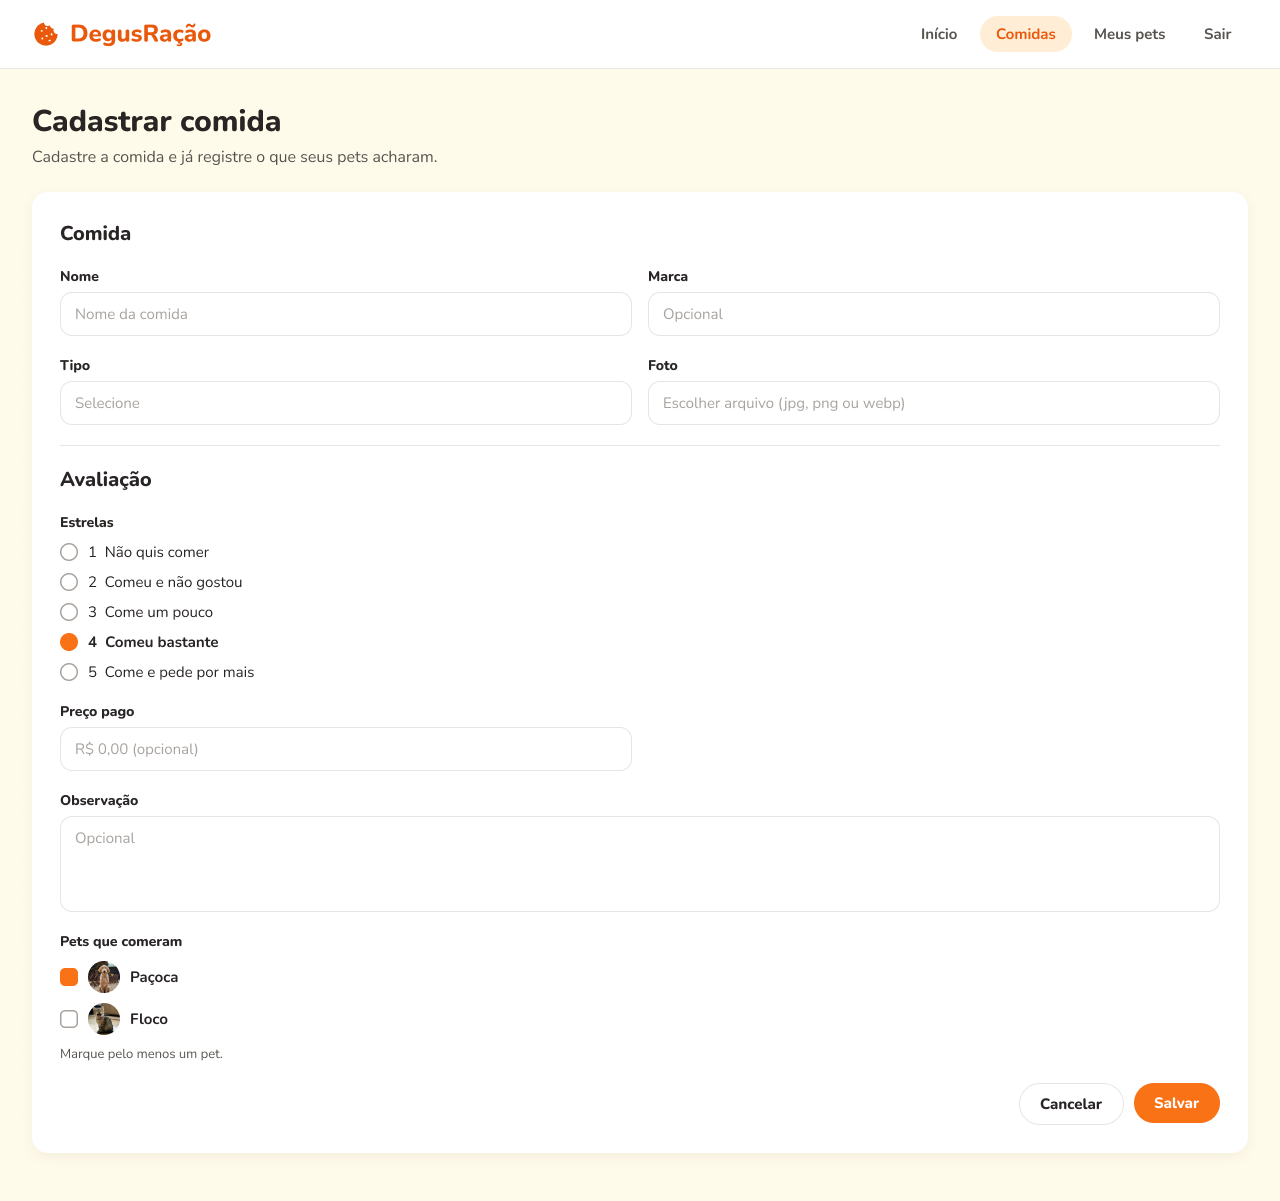 DegusRação
Início
Comidas
Meus pets
Sair
Cadastrar comida
Cadastre a comida e já registre o que seus pets acharam.
Comida
Nome
Marca
Nome da comida
Opcional
Tipo
Foto
Selecione
Escolher arquivo (jpg, png ou webp)
Avaliação
Estrelas
1 Não quis comer
2 Comeu e não gostou
3 Come um pouco
4 Comeu bastante
5 Come e pede por mais
Preço pago
R$ 0,00 (opcional)
Observação
Opcional
Pets que comeram
Paçoca
Floco
Marque pelo menos um pet.
Cancelar
Salvar